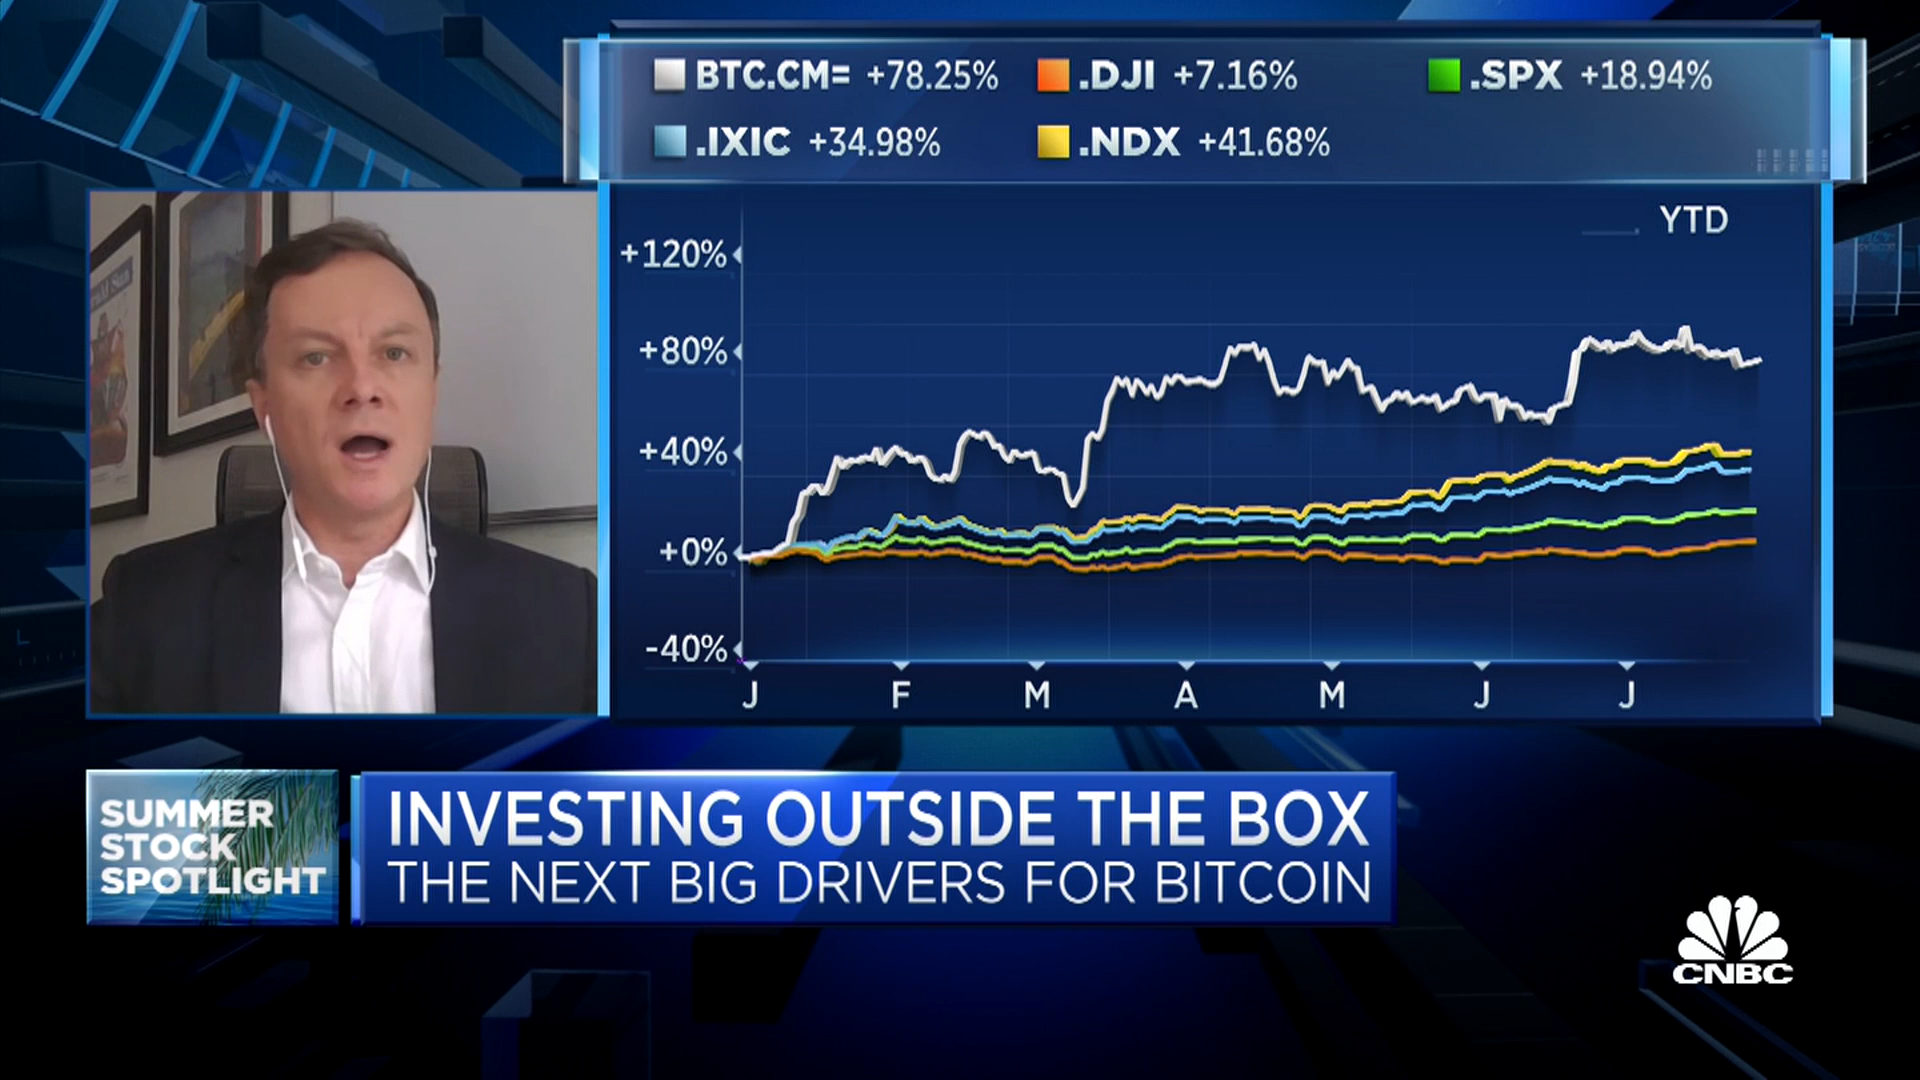 BTC.CM= +78.25% .DJI +7.16% .SPX +18.94%
.IXIC +34.98% .NDX +41.68%
YTD
+120%
+80%
+40%
+0%
-40%
J F M A M J J
SUMMER
STOCK
SPOTLIGHT
INVESTING OUTSIDE THE BOX
THE NEXT BIG DRIVERS FOR BITCOIN
CNBC